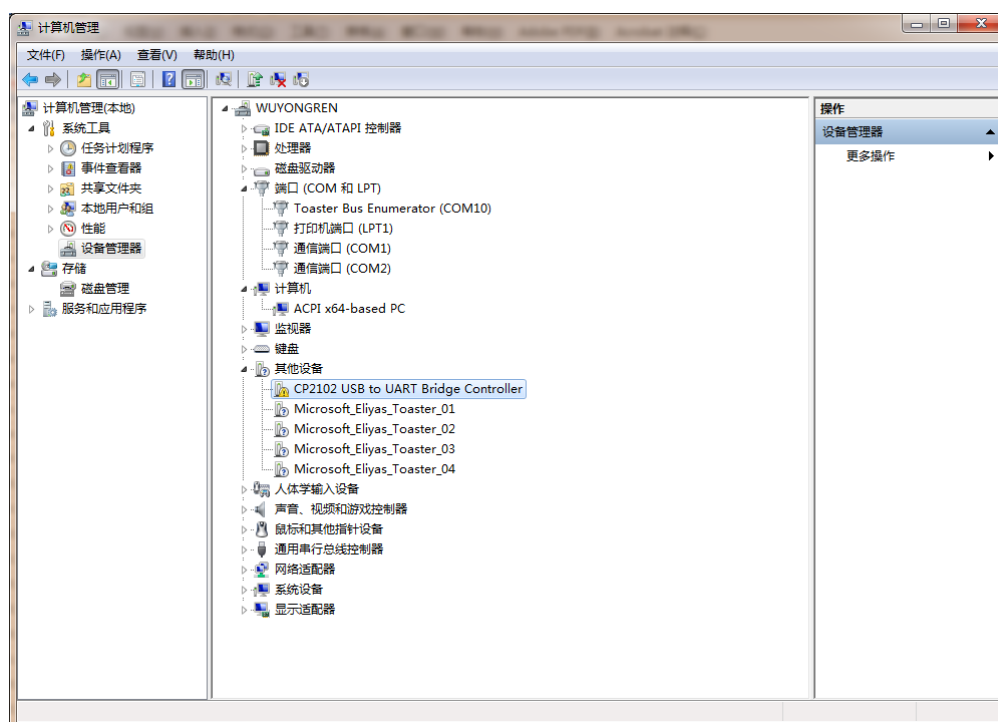 计算机管理
文件(F) 操作(A) 查看(V) 帮助(H)
计算机管理(本地)
系统工具
任务计划程序
事件查看器
共享文件夹
本地用户和组
性能
设备管理器
存储
磁盘管理
服务和应用程序
WUYONGREN
IDE ATA/ATAPI 控制器
处理器
磁盘驱动器
端口 (COM 和 LPT)
Toaster Bus Enumerator (COM10)
打印机端口 (LPT1)
通信端口 (COM1)
通信端口 (COM2)
计算机
ACPI x64-based PC
监视器
键盘
其他设备
CP2102 USB to UART Bridge Controller
Microsoft_Eliyas_Toaster_01
Microsoft_Eliyas_Toaster_02
Microsoft_Eliyas_Toaster_03
Microsoft_Eliyas_Toaster_04
人体学输入设备
声音、视频和游戏控制器
鼠标和其他指针设备
通用串行总线控制器
网络适配器
系统设备
显示适配器
操作
设备管理器
更多操作